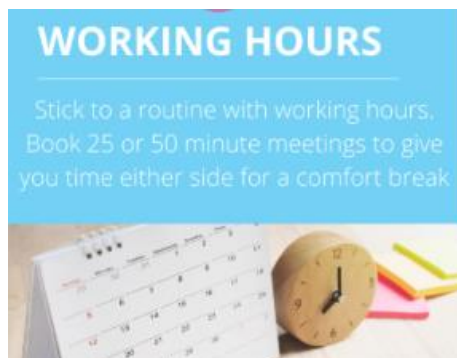 WORKING HOURS
Stick to a routine with working hours.
Book 25 or 50 minute meetings to give
you time either side for a comfort break
12